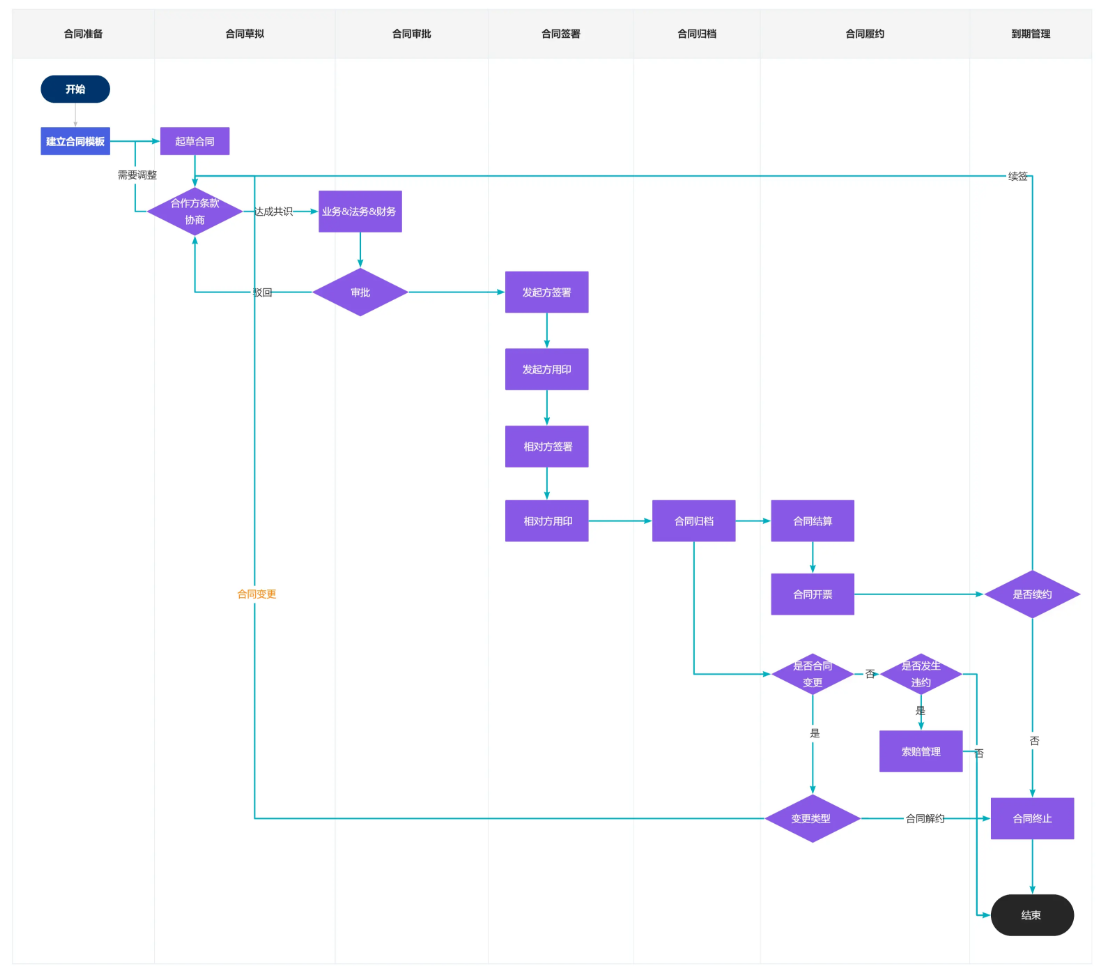 合同准备
合同草拟
合同审批
合同签署
合同归档
合同履约
到期管理
开始
建立合同模板
起草合同
需要调整
续签
合作方条款
协商
达成共识
业务&法务&财务
驳回
审批
发起方签署
发起方用印
相对方签署
相对方用印
合同归档
合同结算
合同变更
合同开票
是否续约
是否合同
变更
否
是否发生
违约
是
是
索赔管理
否
否
变更类型
合同解约
合同终止
结束